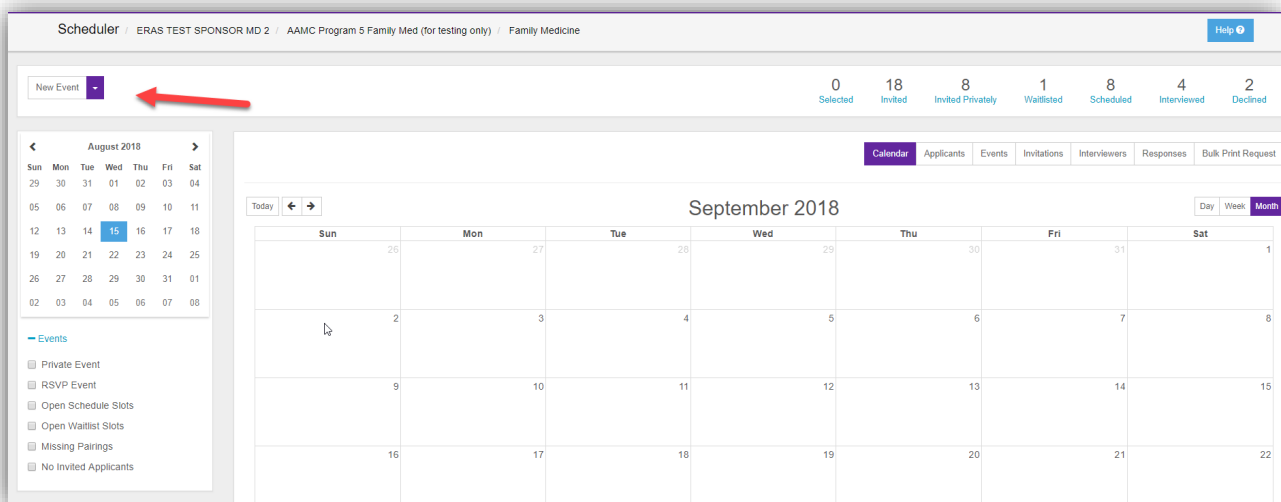 Scheduler / ERAS TEST SPONSOR MD 2 / AAMC Program 5 Family Med (for testing only) / Family Medicine
Help
New Event
0 18 8 1 8 4 2
Selected Invited Invited Privately Waitlisted Scheduled Interviewed Declined
August 2018
Sun Mon Tue Wed Thu Fri Sat
29 30 31 01 02 03 04
05 06 07 08 09 10 11
12 13 14 15 16 17 18
19 20 21 22 23 24 25
26 27 28 29 30 31 01
02 03 04 05 06 07 08
Events
Private Event
RSVP Event
Open Schedule Slots
Open Waitlist Slots
Missing Pairings
No Invited Applicants
Calendar Applicants Events Invitations Interviewers Responses Bulk Print Request
Today September 2018 Day Week Month
Sun Mon Tue Wed Thu Fri Sat
26 27 28 29 30 31 1
2 3 4 5 6 7 8
9 10 11 12 13 14 15
16 17 18 19 20 21 22